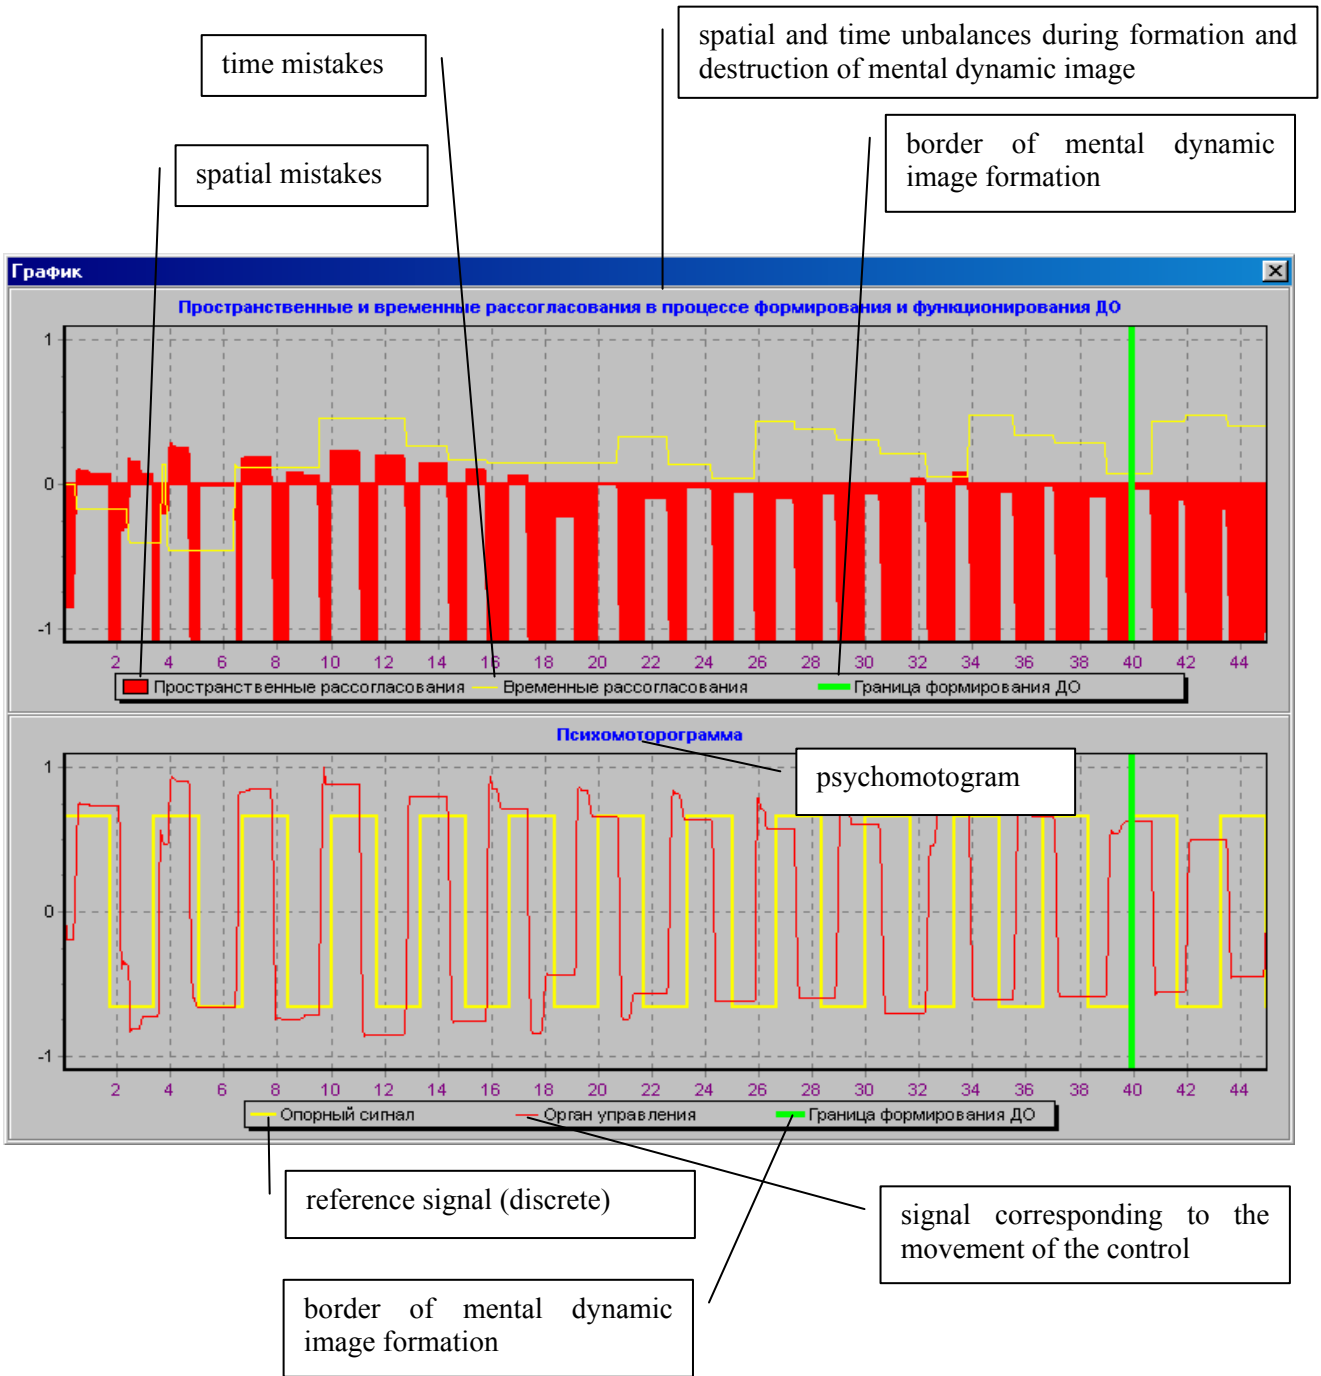 spatial and time unbalances during formation and
destruction of mental dynamic image
time mistakes
border of mental dynamic
image formation
spatial mistakes
График
Пространственные и временные рассогласования в процессе формирования и функционирования ДО
1
0
-1
2 4 6 8 10 12 14 16 18 20 22 24 26 28 30 32 34 36 38 40 42 44
Пространственные рассогласования Временные рассогласования Граница формирования ДО
Психомоторограмма
psychomotogram
1
0
-1
2 4 6 8 10 12 14 16 18 20 22 24 26 28 30 32 34 36 38 40 42 44
Опорный сигнал Орган управления Граница формирования ДО
reference signal (discrete)
signal corresponding to the
movement of the control
border of mental dynamic
image formation